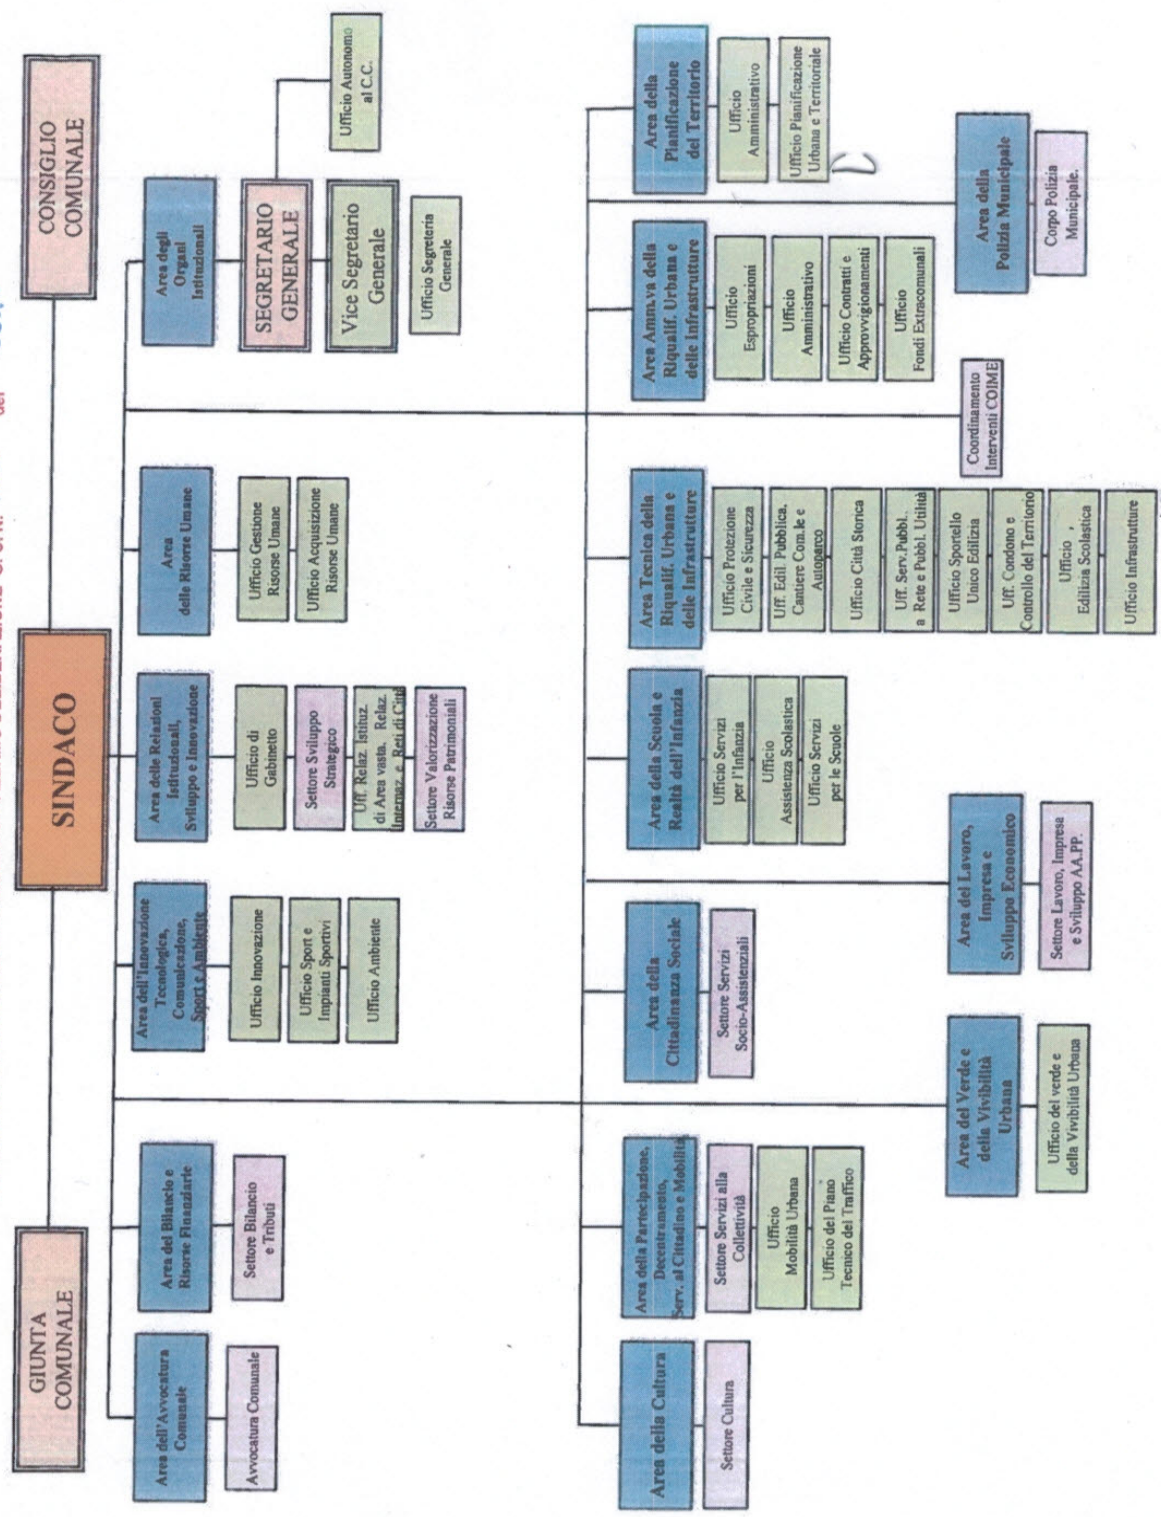 GIUNTA
COMUNALE
SINDACO
CONSIGLIO
COMUNALE
Area dell'Avvocatura
Comunale
Avvocatura Comunale
Area del Bilancio e
Risorse Finanziarie
Settore Bilancio
e Tributi
Area dell'Innovazione
Tecnologica,
Comunicazione,
Sport e Ambiente
Ufficio Innovazione
Ufficio Sport e
Impianti Sportivi
Ufficio Ambiente
Area delle Relazioni
Istituzionali,
Sviluppo e Innovazione
Ufficio di
Gabinetto
Settore Sviluppo
Strategico
Uff. Relaz. Istituz.
di Area vasta, Relaz.
Internaz. e Reti di Città
Settore Valorizzazione
Risorse Patrimoniali
Area
delle Risorse Umane
Ufficio Gestione
Risorse Umane
Ufficio Acquisizione
Risorse Umane
Area degli
Organi
Istituzionali
SEGRETARIO
GENERALE
Vice Segretario
Generale
Ufficio Segreteria
Generale
Ufficio Autonomo
al C.C.
Area della Cultura
Settore Cultura
Area della Partecipazione,
Decentramento,
Serv. al Cittadino e Mobilità
Settore Servizi alla
Collettività
Ufficio
Mobilità Urbana
Ufficio del Piano
Tecnico del Traffico
Area della
Cittadinanza Sociale
Settore Servizi
Socio-Assistenziali
Area della Scuola e
Realtà dell'Infanzia
Ufficio Servizi
per l'Infanzia
Ufficio
Assistenza Scolastica
Ufficio Servizi
per le Scuole
Area Tecnica della
Riqualif. Urbana e
delle Infrastrutture
Ufficio Protezione
Civile e Sicurezza
Uff. Edil. Pubblica,
Cantiere Com.le e
Autoparco
Ufficio Città Storica
Uff. Serv.Pubbl.
a Rete e Pubbl. Utilità
Ufficio Sportello
Unico Edilizia
Uff. Condono e
Controllo del Territorio
Ufficio
Edilizia Scolastica
Ufficio Infrastrutture
Area Amm.va della
Riqualif. Urbana e
delle Infrastrutture
Ufficio
Espropriazioni
Ufficio
Amministrativo
Ufficio Contratti e
Approvvigionamenti
Ufficio
Fondi Extracomunali
Area della
Pianificazione
del Territorio
Ufficio
Amministrativo
Ufficio Pianificazione
Urbana e Territoriale
Area del Verde e
della Vivibilità
Urbana
Ufficio del verde e
della Vivibilità Urbana
Area del Lavoro,
Impresa e
Sviluppo Economico
Settore Lavoro, Impresa
e Sviluppo AA.PP.
Coordinamento
Interventi COIME
Area della
Polizia Municipale
Corpo Polizia
Municipale.